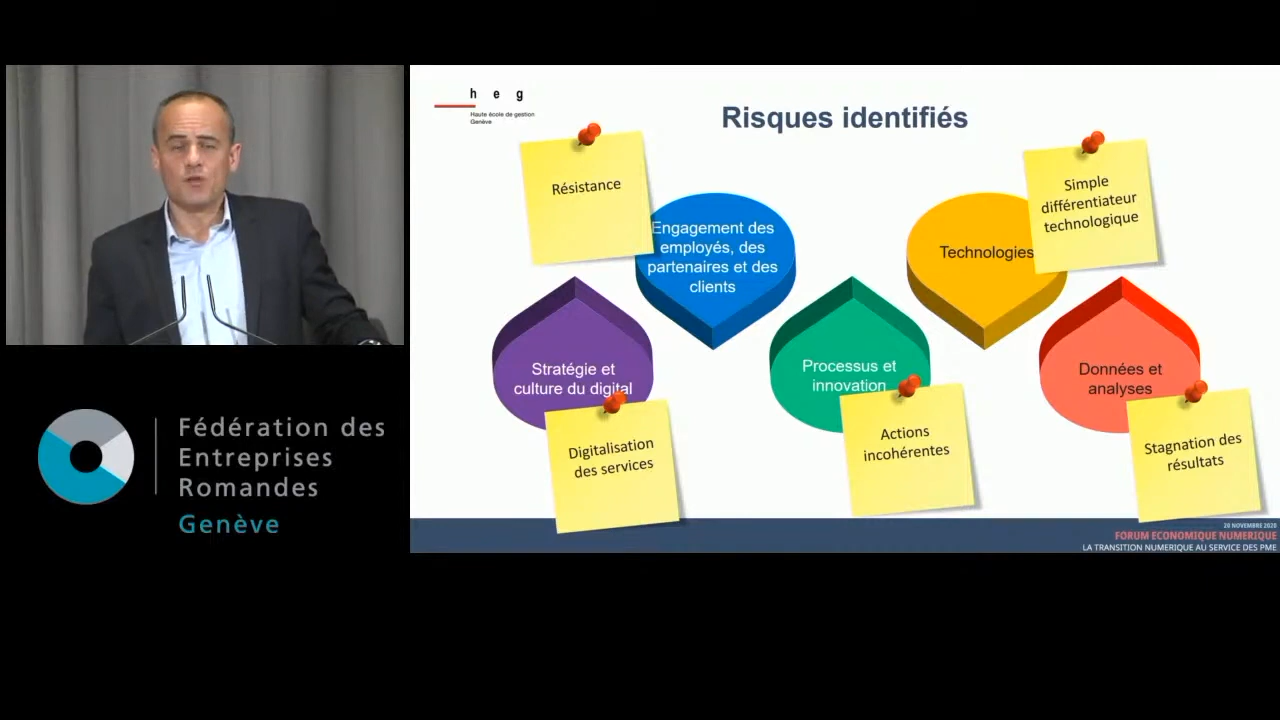 h e g
Haute école de gestion
Genève
Risques identifiés
Résistance
Engagement des
employés, des
partenaires et des
clients
Technologies
Simple
différentiateur
technologique
Stratégie et
culture du digital
Digitalisation
des services
Processus et
innovation
Actions
incohérentes
Données et
analyses
Stagnation des
résultats
20 NOVEMBRE 2020
FORUM ECONOMIQUE NUMERIQUE
LA TRANSITION NUMERIQUE AU SERVICE DES PME
Fédération des
Entreprises
Romandes
Genève